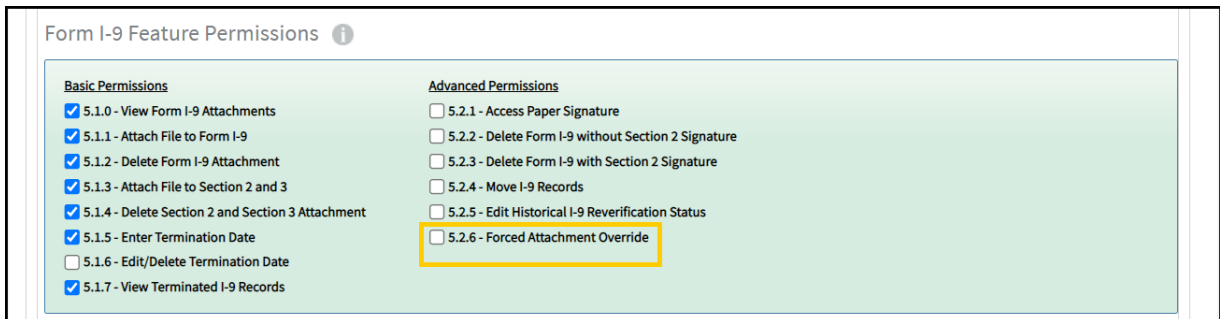 Form I-9 Feature Permissions
Basic Permissions
5.1.0 - View Form I-9 Attachments
5.1.1 - Attach File to Form I-9
5.1.2 - Delete Form I-9 Attachment
5.1.3 - Attach File to Section 2 and 3
5.1.4 - Delete Section 2 and Section 3 Attachment
5.1.5 - Enter Termination Date
5.1.6 - Edit/Delete Termination Date
5.1.7 - View Terminated I-9 Records
Advanced Permissions
5.2.1 - Access Paper Signature
5.2.2 - Delete Form I-9 without Section 2 Signature
5.2.3 - Delete Form I-9 with Section 2 Signature
5.2.4 - Move I-9 Records
5.2.5 - Edit Historical I-9 Reverification Status
5.2.6 - Forced Attachment Override